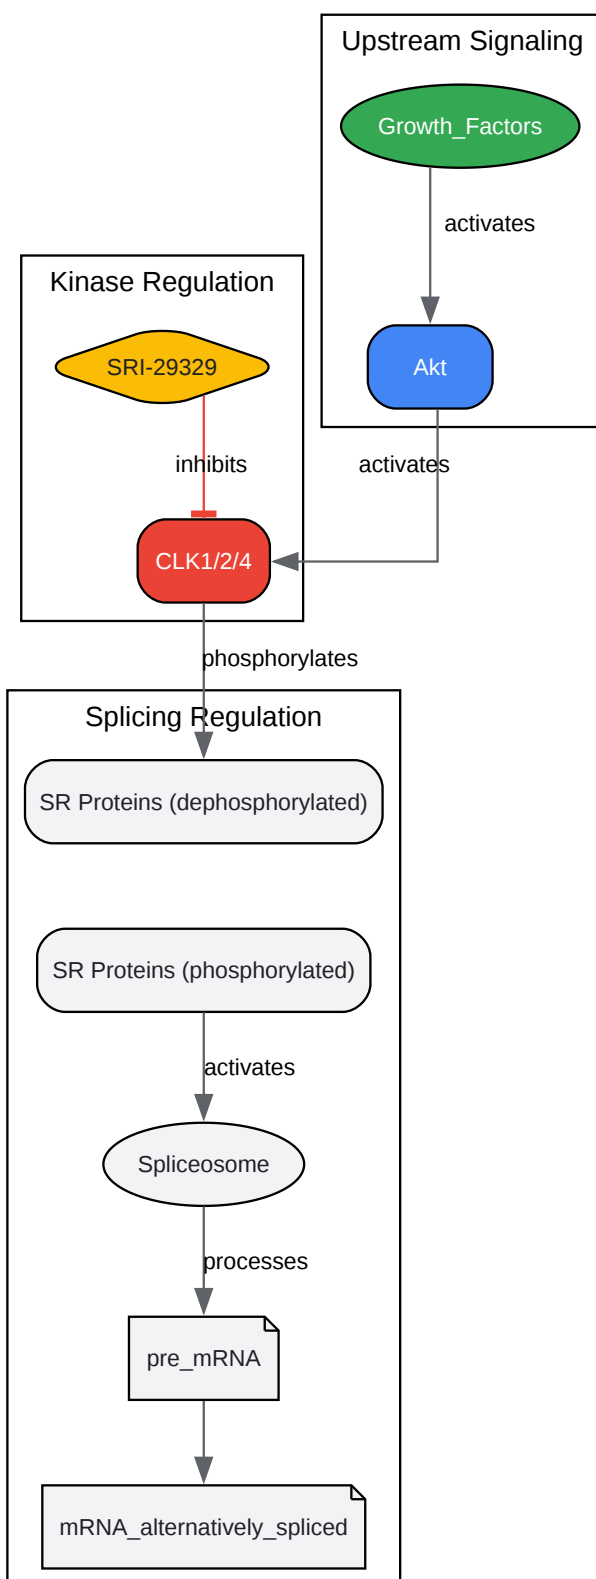 Upstream Signaling
Growth_Factors
activates
Kinase Regulation
SRI-29329
Akt
inhibits
activates
CLK1/2/4
phosphorylates
Splicing Regulation
SR Proteins (dephosphorylated)
SR Proteins (phosphorylated)
activates
Spliceosome
processes
pre_mRNA
mRNA_alternatively_spliced